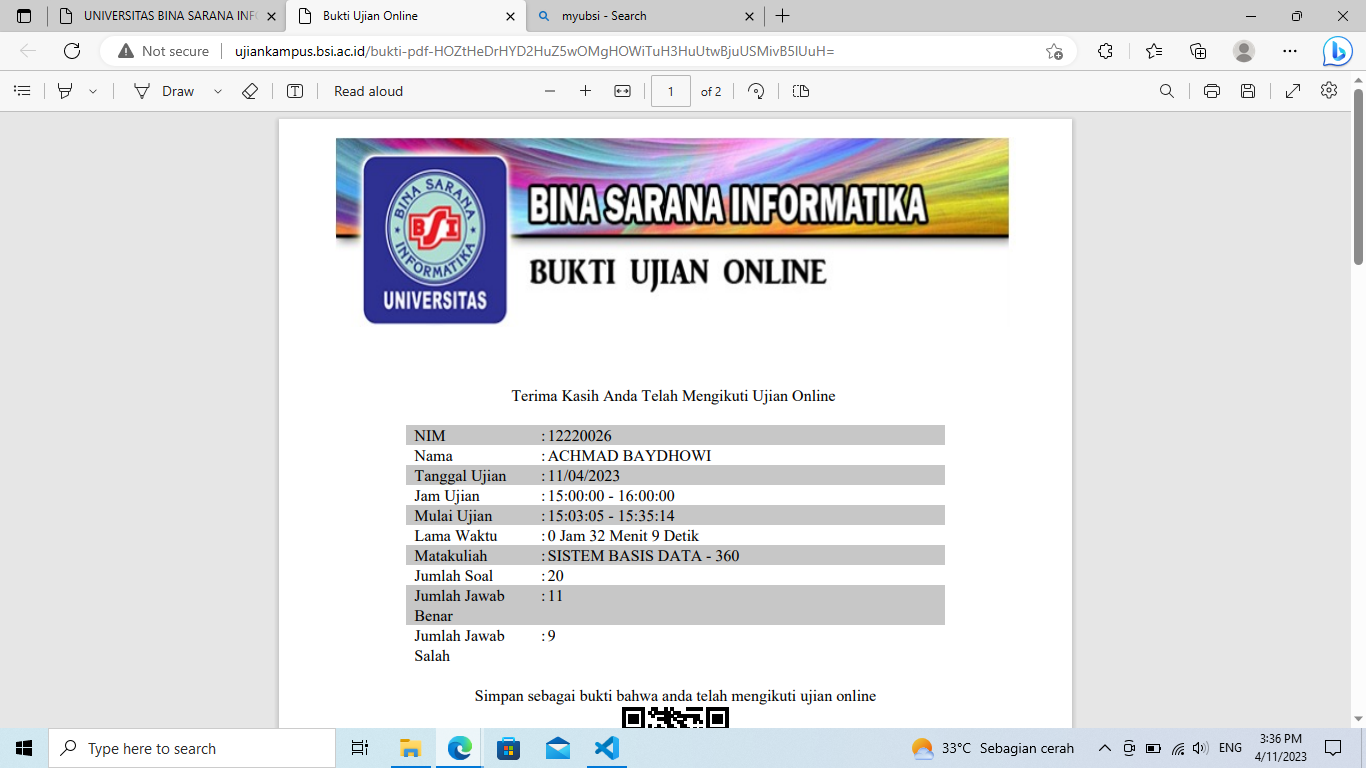 UNIVERSITAS BINA SARANA INFO
Bukti Ujian Online
myubsi - Search
Not secure
ujiankampus.bsi.ac.id/bukti-pdf-HOZtHeDrHYD2HuZ5wOMgHOWiTuH3HuUtwBjuUSMivB5IUuH=
Draw
Read aloud
1 of 2
BINA SARANA
BSI
INFORMATIKA
UNIVERSITAS
BINA SARANA INFORMATIKA
BUKTI UJIAN ONLINE
Terima Kasih Anda Telah Mengikuti Ujian Online
NIM : 12220026
Nama : ACHMAD BAYDHOWI
Tanggal Ujian : 11/04/2023
Jam Ujian : 15:00:00 - 16:00:00
Mulai Ujian : 15:03:05 - 15:35:14
Lama Waktu : 0 Jam 32 Menit 9 Detik
Matakuliah : SISTEM BASIS DATA - 360
Jumlah Soal : 20
Jumlah Jawab : 11
Benar
Jumlah Jawab : 9
Salah
Simpan sebagai bukti bahwa anda telah mengikuti ujian online
Type here to search
33°C Sebagian cerah
ENG
3:36 PM
4/11/2023